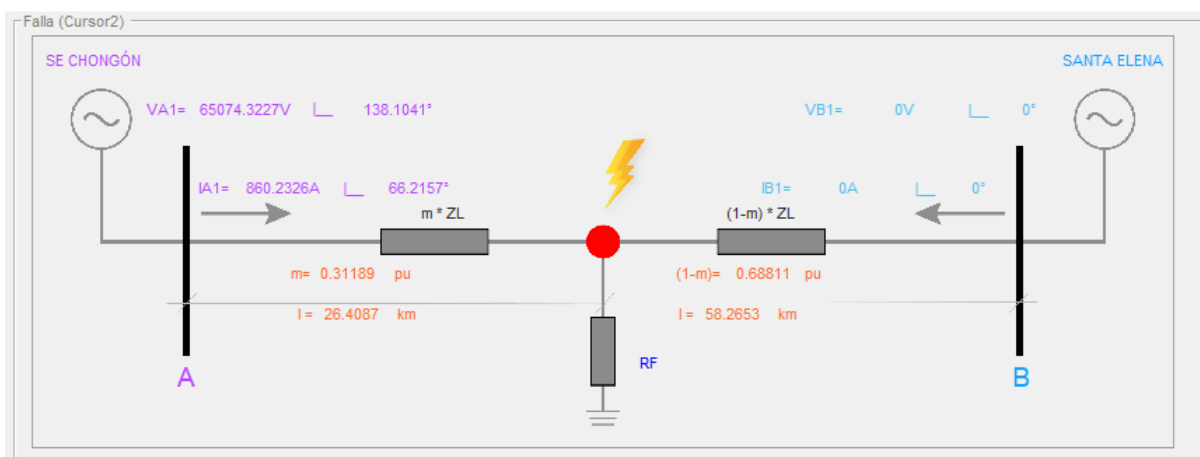 Falla (Cursor2)
SE CHONGÓN
SANTA ELENA
VA1= 65074.3227V 138.1041°
VB1= 0V 0°
IA1= 860.2326A 66.2157°
IB1= 0A 0°
m * ZL
(1-m) * ZL
m= 0.31189 pu
(1-m)= 0.68811 pu
l = 26.4087 km
l = 58.2653 km
RF
A
B